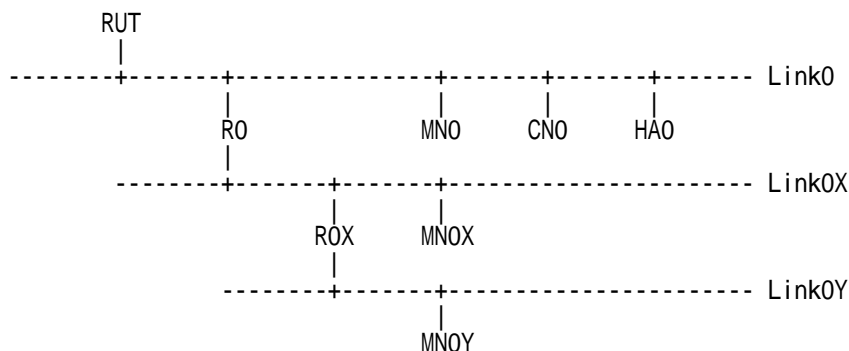 RUT
Link0
R0 MN0 CN0 HA0
Link0X
R0X MN0X
Link0Y
MN0Y